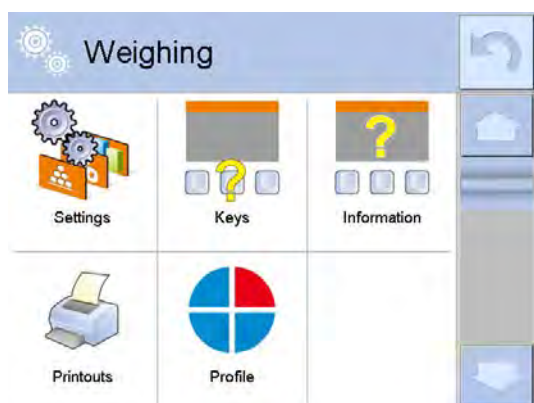 Weighing
Settings
Keys
Information
Printouts
Profile